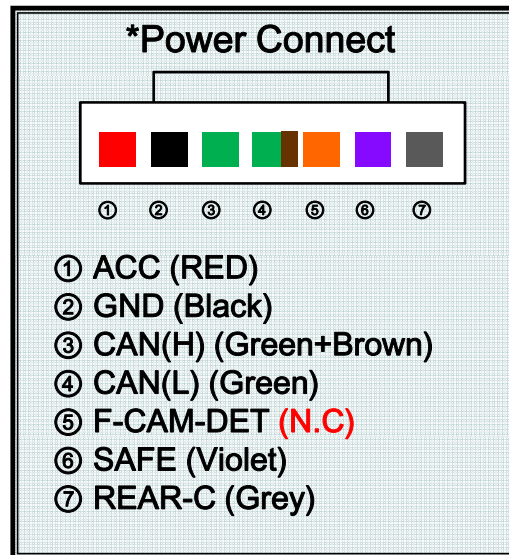 *Power Connect
① ② ③ ④ ⑤ ⑥ ⑦
① ACC (RED)
② GND (Black)
③ CAN(H) (Green+Brown)
④ CAN(L) (Green)
⑤ F-CAM-DET (N.C)
⑥ SAFE (Violet)
⑦ REAR-C (Grey)